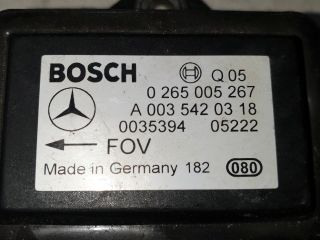 BOSCH Q 05
0 265 005 267
A 003 542 03 18
0035394 05222
FOV
Made in Germany 182 080